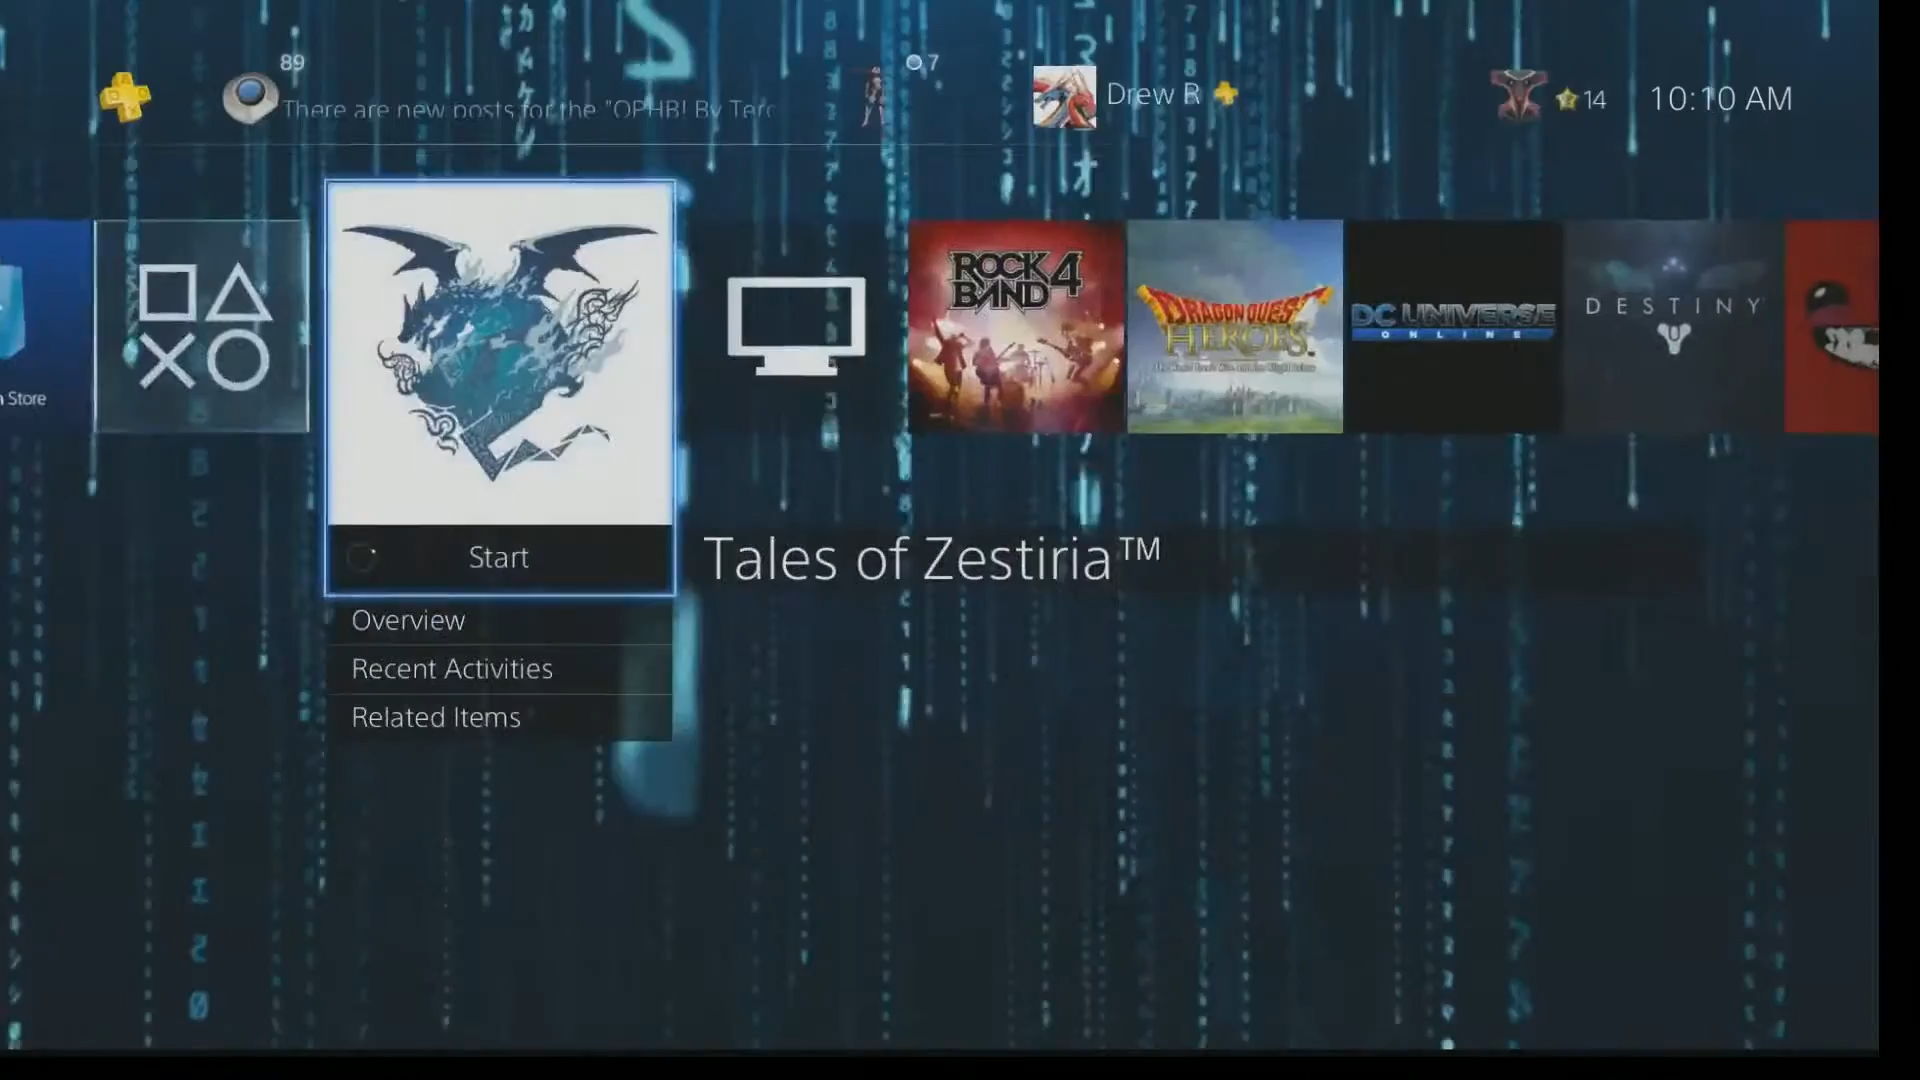 89
There are new posts for the "OPHB! By Terc
7
Drew R
14
10:10 AM
n Store
ROCK
BAND 4
DRAGON QUEST
HEROES
DC UNIVERSE
ONLINE
DESTINY
Start
Tales of Zestiria™
Overview
Recent Activities
Related Items